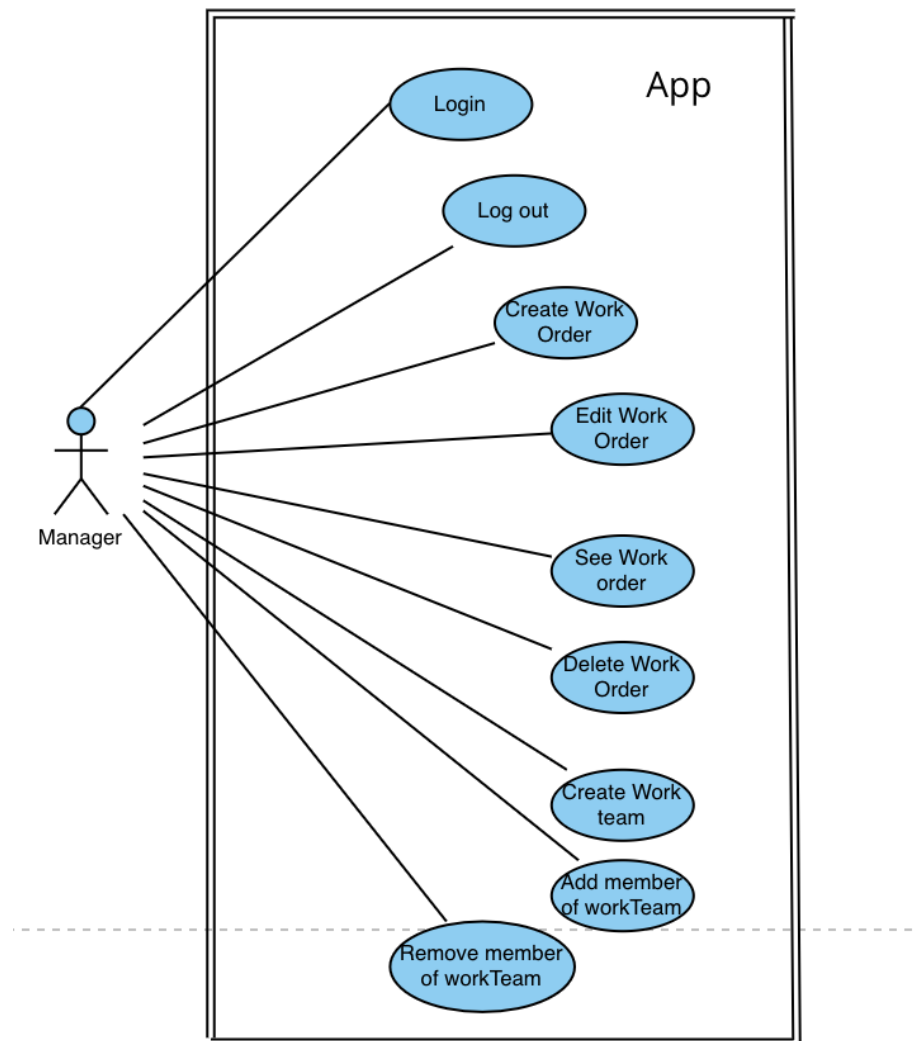 App
Login
Log out
Create Work
Order
Edit Work
Order
Manager
See Work
order
Delete Work
Order
Create Work
team
Add member
of workTeam
Remove member
of workTeam